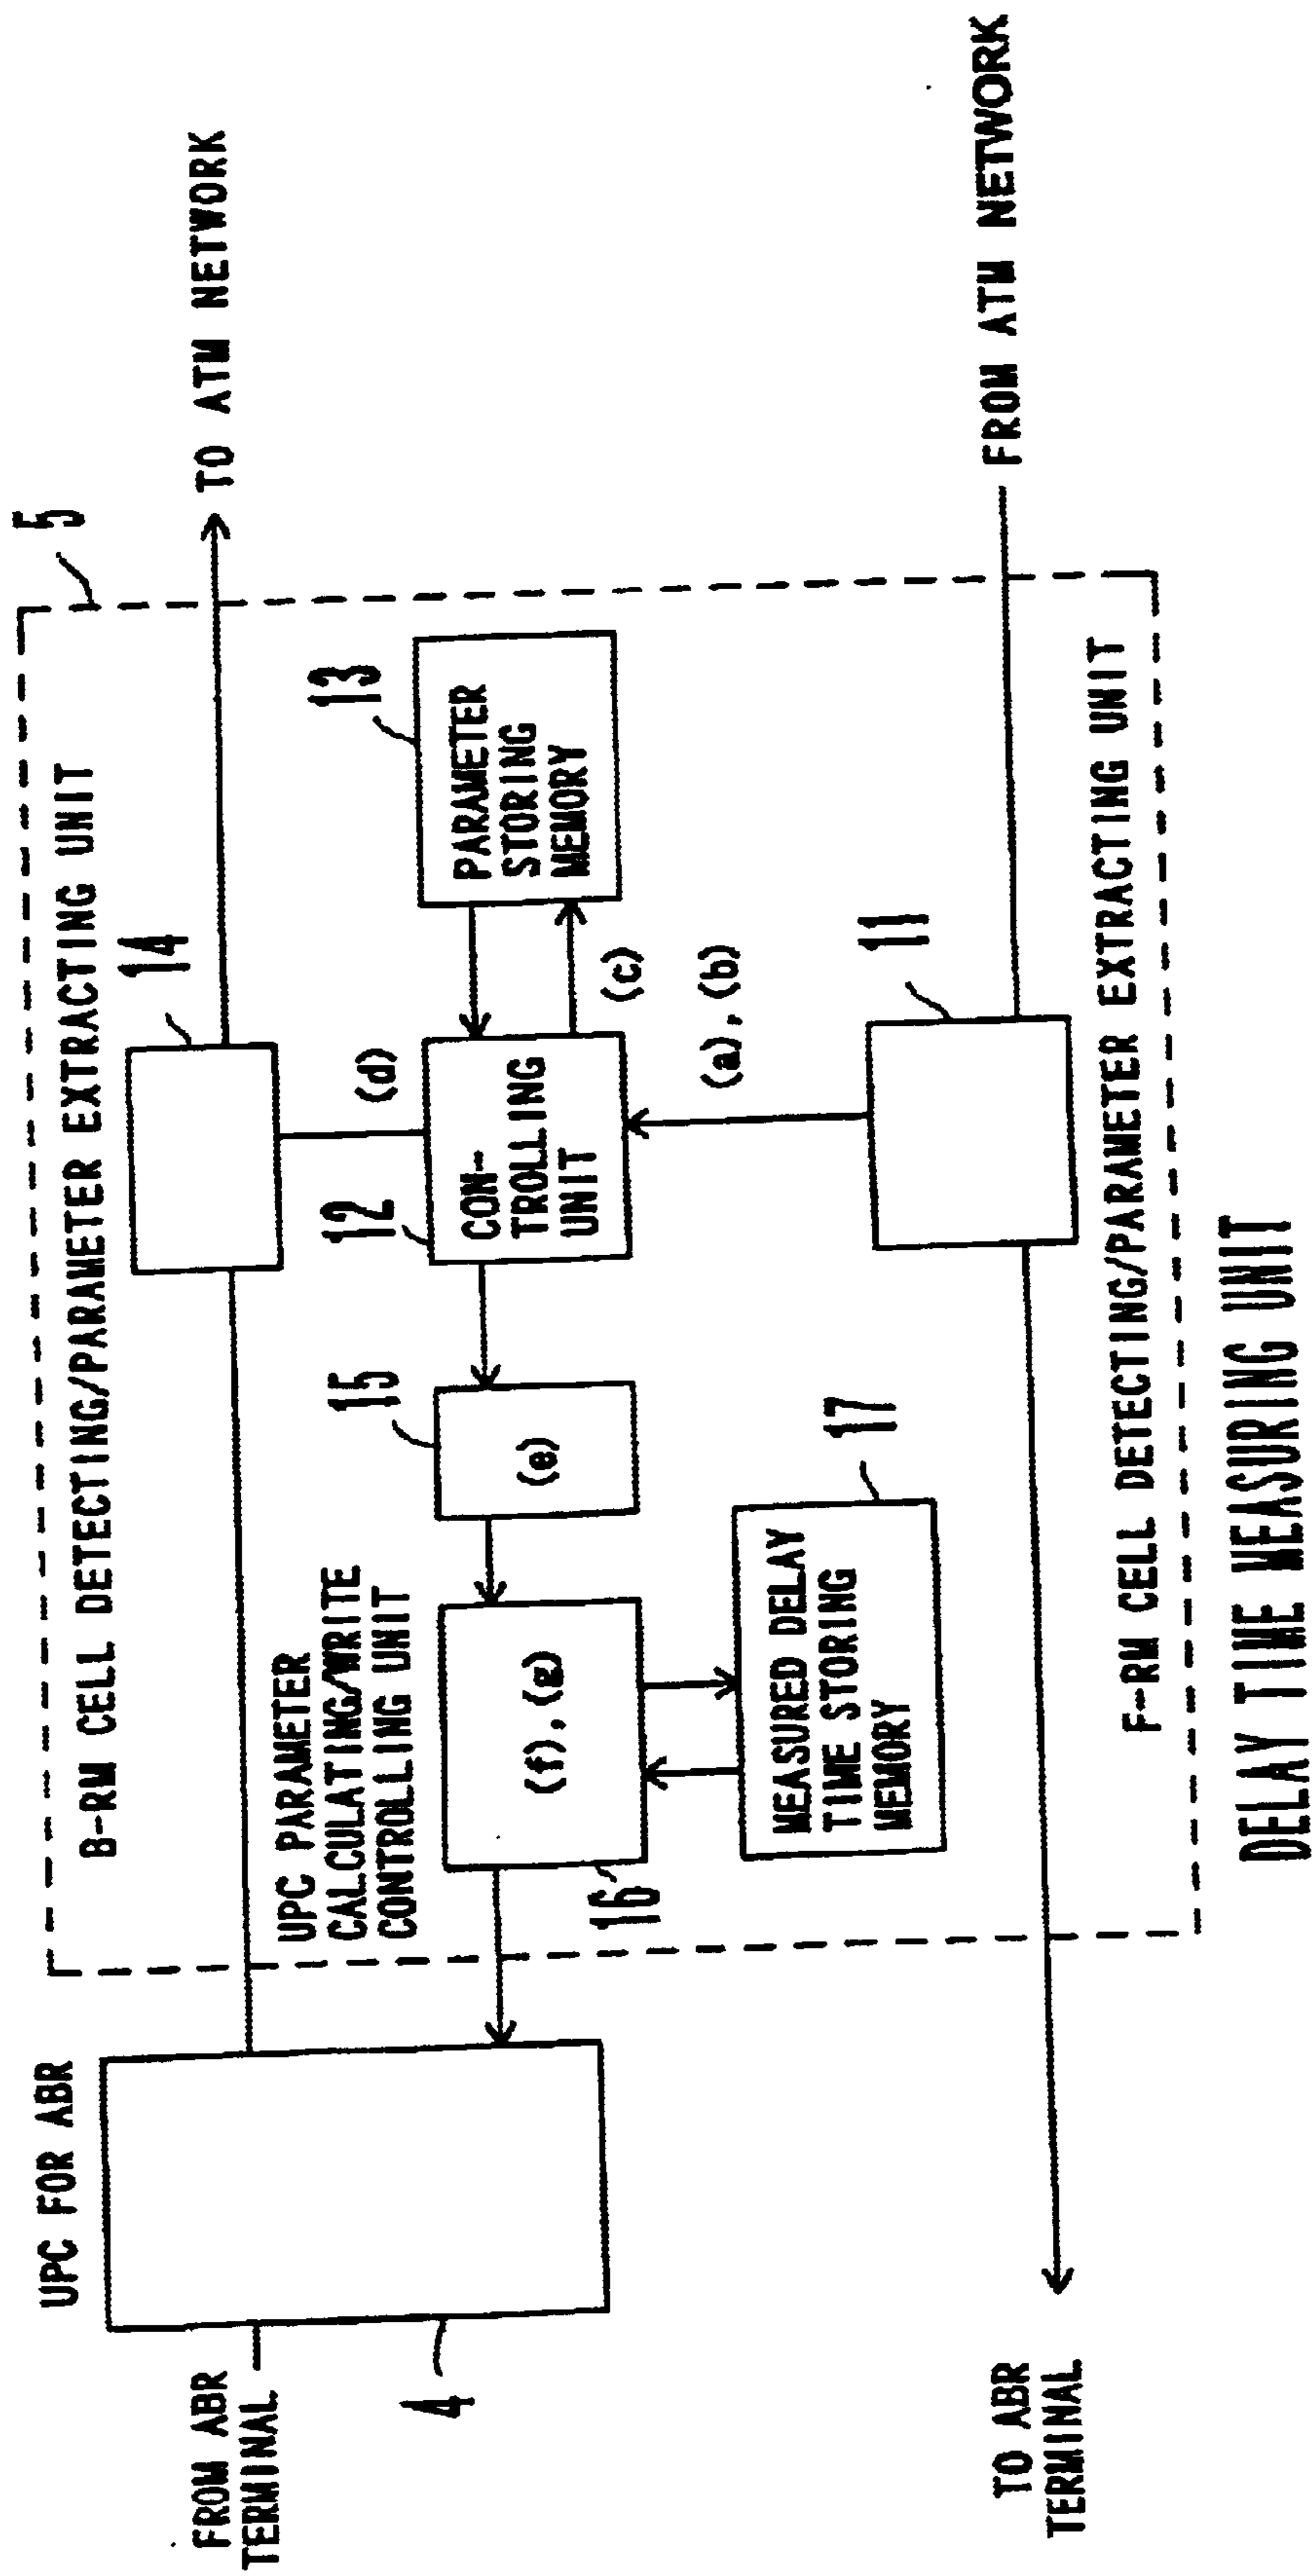 UPC FOR ABR
FROM ABR
TERMINAL
4
5
B-RM CELL DETECTING/PARAMETER EXTRACTING UNIT
14
TO ATM NETWORK
UPC PARAMETER
CALCULATING/WRITE
CONTROLLING UNIT
(f),(g)
16
15
(e)
12
(d)
CON-
TROLLING
UNIT
13
PARAMETER
STORING
MEMORY
(c)
(a),(b)
17
MEASURED DELAY
TIME STORING
MEMORY
11
FROM ATM NETWORK
TO ABR
TERMINAL
F-RM CELL DETECTING/PARAMETER EXTRACTING UNIT
DELAY TIME MEASURING UNIT